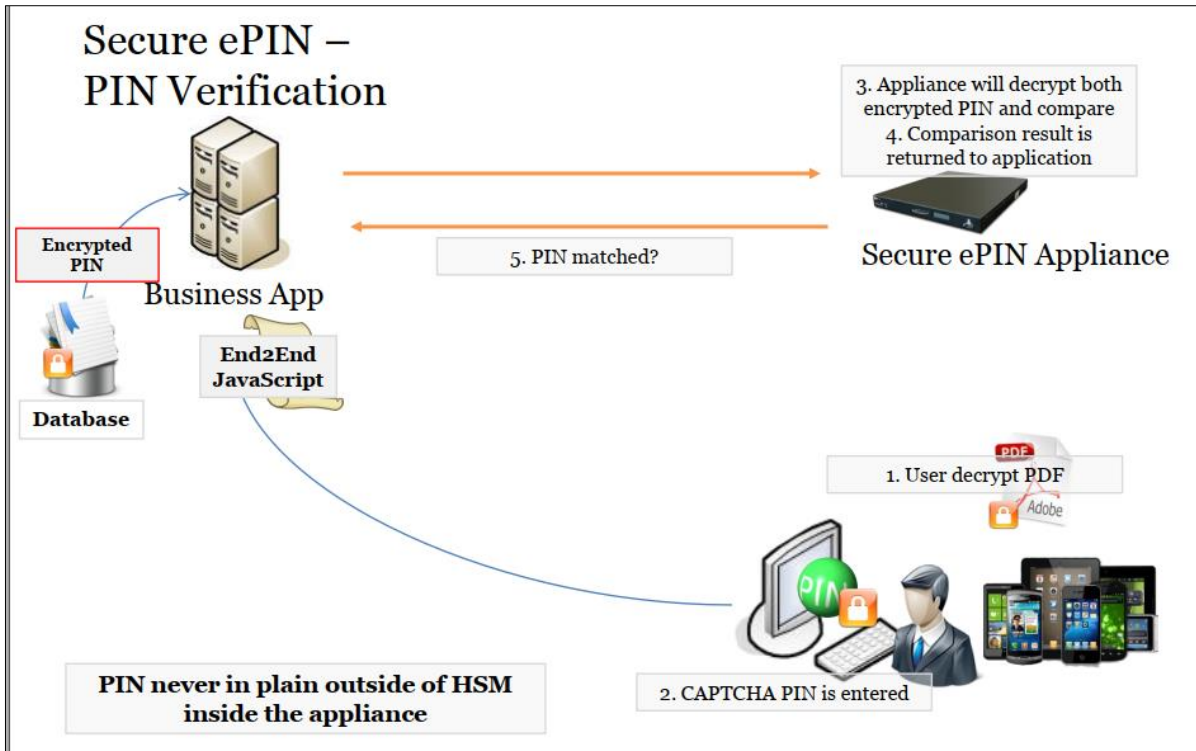 Secure ePIN –
PIN Verification
3. Appliance will decrypt both
encrypted PIN and compare
4. Comparison result is
returned to application
Encrypted
PIN
5. PIN matched?
Secure ePIN Appliance
Business App
End2End
JavaScript
Database
PDF
1. User decrypt PDF
Adobe
PIN
2. CAPTCHA PIN is entered
PIN never in plain outside of HSM
inside the appliance